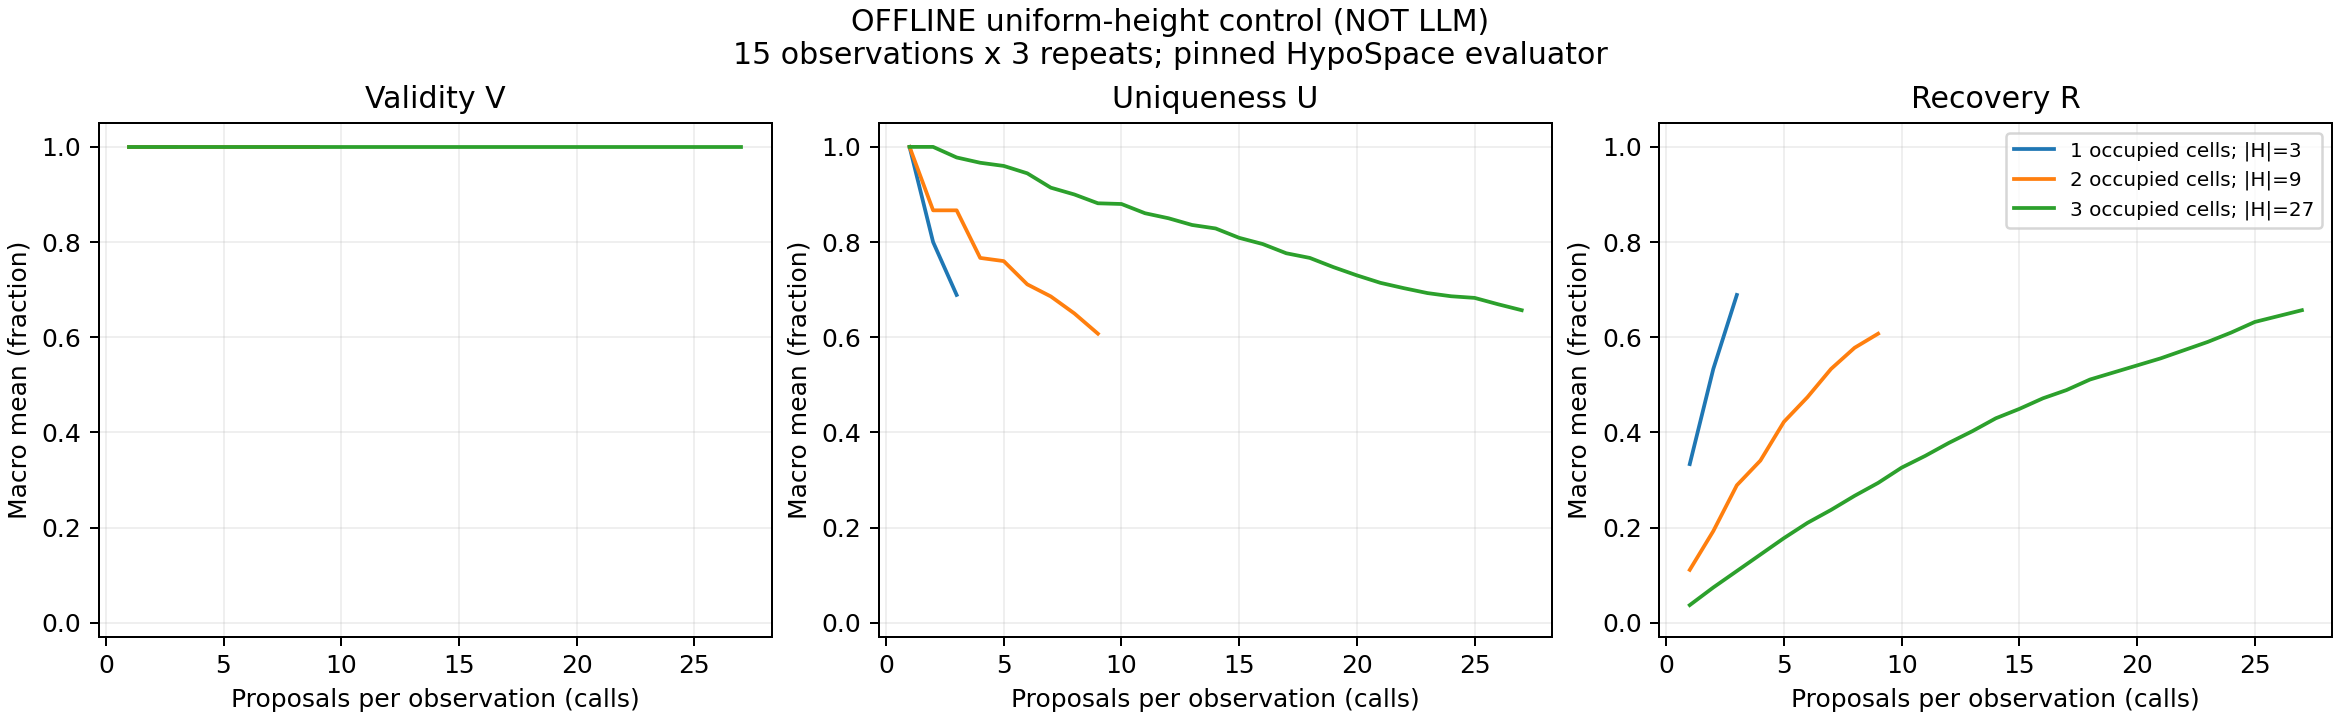 OFFLINE uniform-height control (NOT LLM)
15 observations x 3 repeats; pinned HypoSpace evaluator
Validity V
Macro mean (fraction)
1.0
0.8
0.6
0.4
0.2
0.0
0 5 10 15 20 25
Proposals per observation (calls)
Uniqueness U
Macro mean (fraction)
1.0
0.8
0.6
0.4
0.2
0.0
0 5 10 15 20 25
Proposals per observation (calls)
Recovery R
Macro mean (fraction)
1.0
0.8
0.6
0.4
0.2
0.0
1 occupied cells; |H|=3
2 occupied cells; |H|=9
3 occupied cells; |H|=27
0 5 10 15 20 25
Proposals per observation (calls)